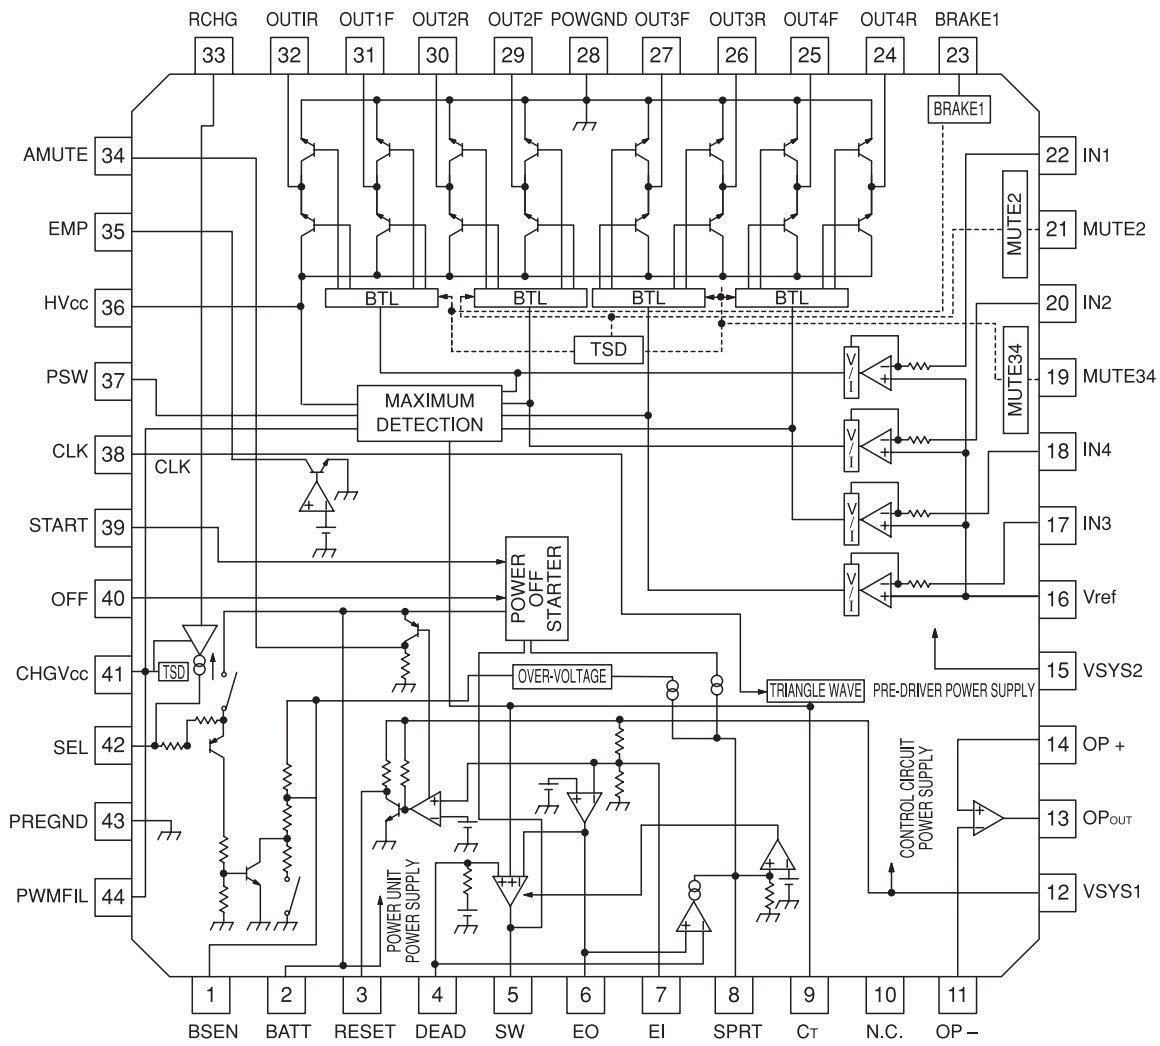 RCHG OUTIR OUT1F OUT2R OUT2F POWGND OUT3F OUT3R OUT4F OUT4R BRAKE1
33 32 31 30 29 28 27 26 25 24 23
BRAKE1
AMUTE 34
22 IN1
MUTE2
EMP 35
21 MUTE2
HVcc 36
BTL BTL BTL BTL
20 IN2
TSD
MUTE34
PSW 37
V/I - +
19 MUTE34
MAXIMUM
DETECTION
CLK 38
CLK
V/I - +
18 IN4
+ -
START 39
V/I - +
17 IN3
POWER
OFF
STARTER
OFF 40
V/I - +
16 Vref
CHGVcc 41
TSD
OVER-VOLTAGE
TRIANGLE WAVE
PRE-DRIVER POWER SUPPLY
15 VSYS2
SEL 42
14 OP +
+ -
+ -
CONTROL CIRCUIT
POWER SUPPLY
PREGND 43
+ -
13 OPOUT
+ -
PWMFIL 44
POWER UNIT
POWER SUPPLY
+ + -
+ -
12 VSYS1
1 2 3 4 5 6 7 8 9 10 11
BSEN BATT RESET DEAD SW EO EI SPRT CT N.C. OP -